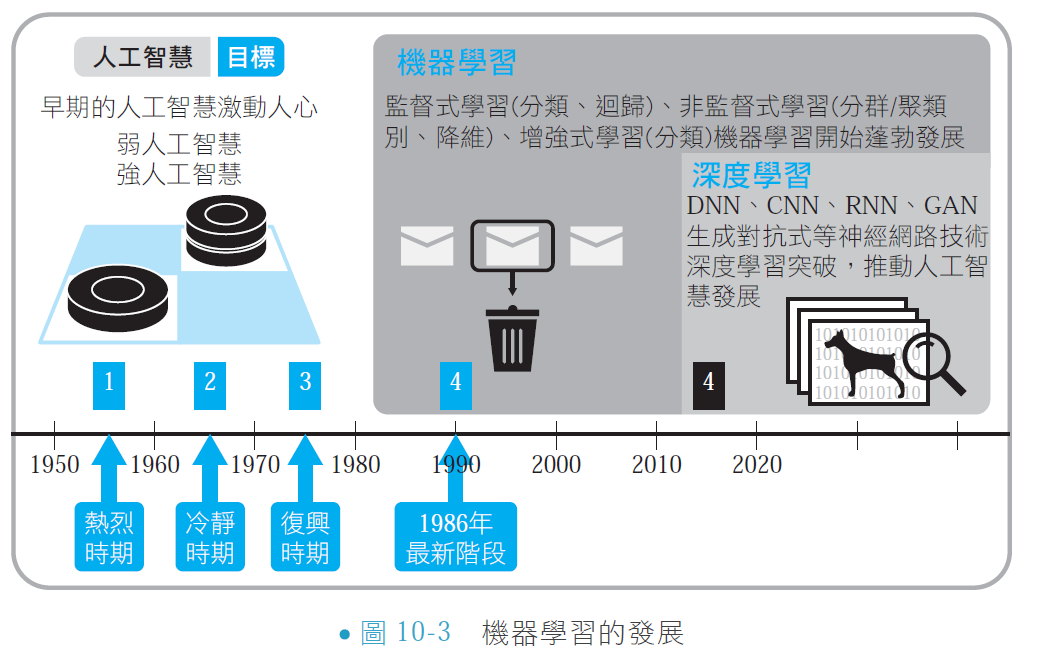 人工智慧 目標
早期的人工智慧激動人心
弱人工智慧
強人工智慧
機器學習
監督式學習(分類、迴歸)、非監督式學習(分群/聚類
別、降維)、增強式學習(分類)機器學習開始蓬勃發展
深度學習
DNN、CNN、RNN、GAN
生成對抗式等神經網路技術
深度學習突破，推動人工智
慧發展
101010101010
101 101010
1010 1010
101010101010
1 2 3 4 4
1950 1960 1970 1980 1990 2000 2010 2020
熱烈
時期
冷靜
時期
復興
時期
1986年
最新階段
•圖 10-3 機器學習的發展